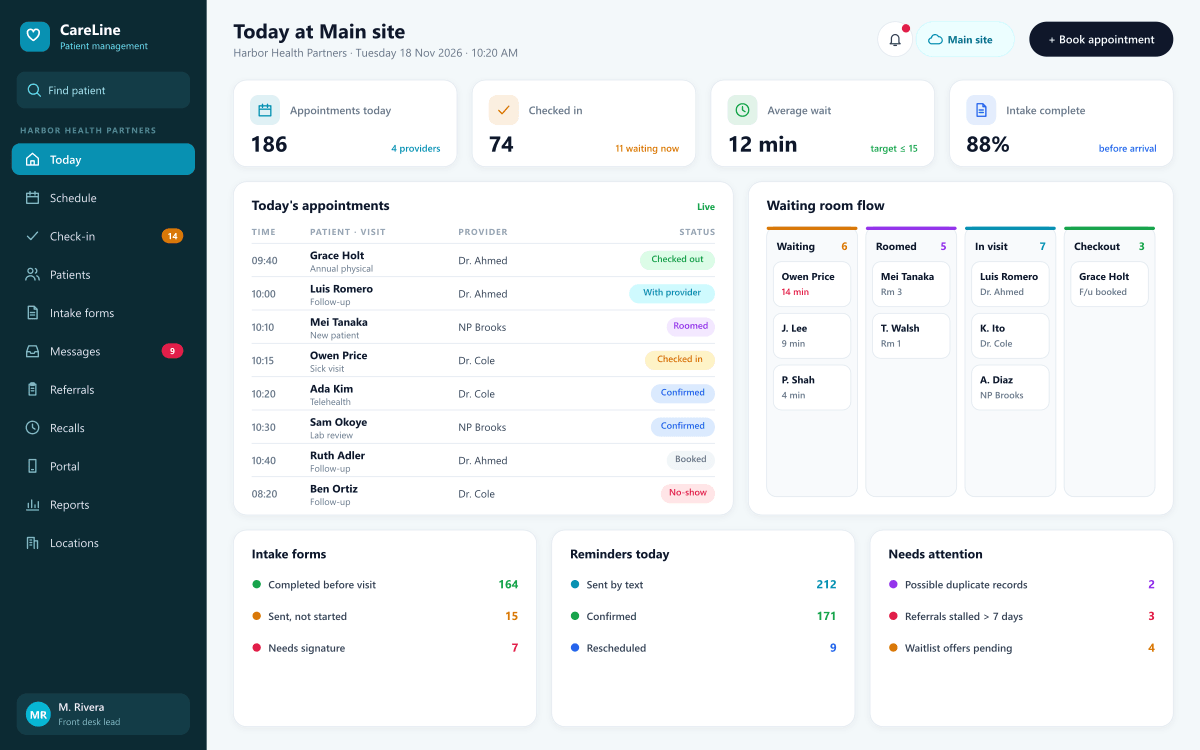 CareLine
Patient management
Find patient
HARBOR HEALTH PARTNERS
Today
Schedule
Check-in 14
Patients
Intake forms
Messages 9
Referrals
Recalls
Portal
Reports
Locations
MR
M. Rivera
Front desk lead
Today at Main site
Harbor Health Partners · Tuesday 18 Nov 2026 · 10:20 AM
Main site
+ Book appointment
Appointments today
186 4 providers
Checked in
74 11 waiting now
Average wait
12 min target ≤ 15
Intake complete
88% before arrival
Today's appointments Live
TIME PATIENT · VISIT PROVIDER STATUS
09:40 Grace Holt Dr. Ahmed Checked out
Annual physical
10:00 Luis Romero Dr. Ahmed With provider
Follow-up
10:10 Mei Tanaka NP Brooks Roomed
New patient
10:15 Owen Price Dr. Cole Checked in
Sick visit
10:20 Ada Kim Dr. Cole Confirmed
Telehealth
10:30 Sam Okoye NP Brooks Confirmed
Lab review
10:40 Ruth Adler Dr. Ahmed Booked
Follow-up
08:20 Ben Ortiz Dr. Cole No-show
Follow-up
Waiting room flow
Waiting 6
Owen Price
14 min
J. Lee
9 min
P. Shah
4 min
Roomed 5
Mei Tanaka
Rm 3
T. Walsh
Rm 1
In visit 7
Luis Romero
Dr. Ahmed
K. Ito
Dr. Cole
A. Diaz
NP Brooks
Checkout 3
Grace Holt
F/u booked
Intake forms
Completed before visit 164
Sent, not started 15
Needs signature 7
Reminders today
Sent by text 212
Confirmed 171
Rescheduled 9
Needs attention
Possible duplicate records 2
Referrals stalled > 7 days 3
Waitlist offers pending 4